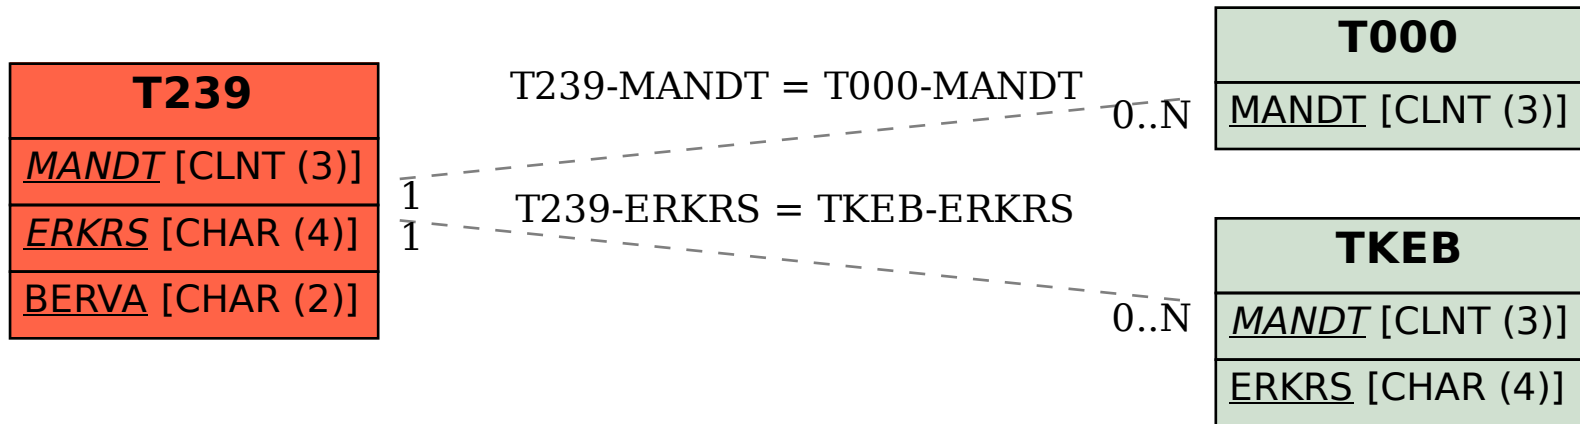 T239
MANDT [CLNT (3)]
ERKRS [CHAR (4)]
BERVA [CHAR (2)]
T239-MANDT = T000-MANDT
1
0..N
T239-ERKRS = TKEB-ERKRS
1
0..N
T000
MANDT [CLNT (3)]
TKEB
MANDT [CLNT (3)]
ERKRS [CHAR (4)]